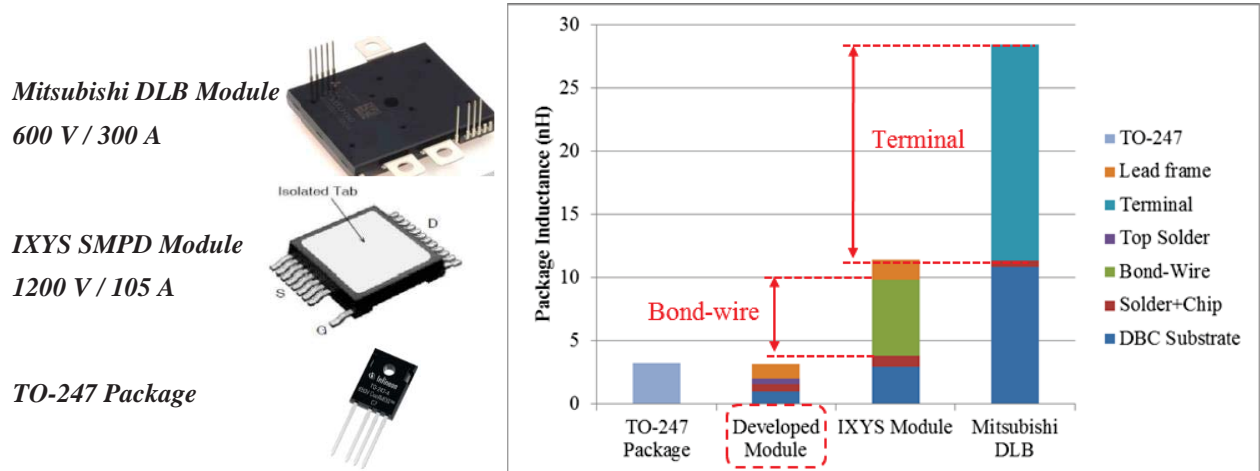 Mitsubishi DLB Module
600 V / 300 A
Isolated Tab
D
S
G
IXYS SMPD Module
1200 V / 105 A
Infineon
TO-247 Package
Package Inductance (nH)
30
25
20
15
10
5
0
Terminal
Bond-wire
TO-247
Package
Developed
Module
IXYS Module
Mitsubishi
DLB
TO-247
Lead frame
Terminal
Top Solder
Bond-Wire
Solder+Chip
DBC Substrate